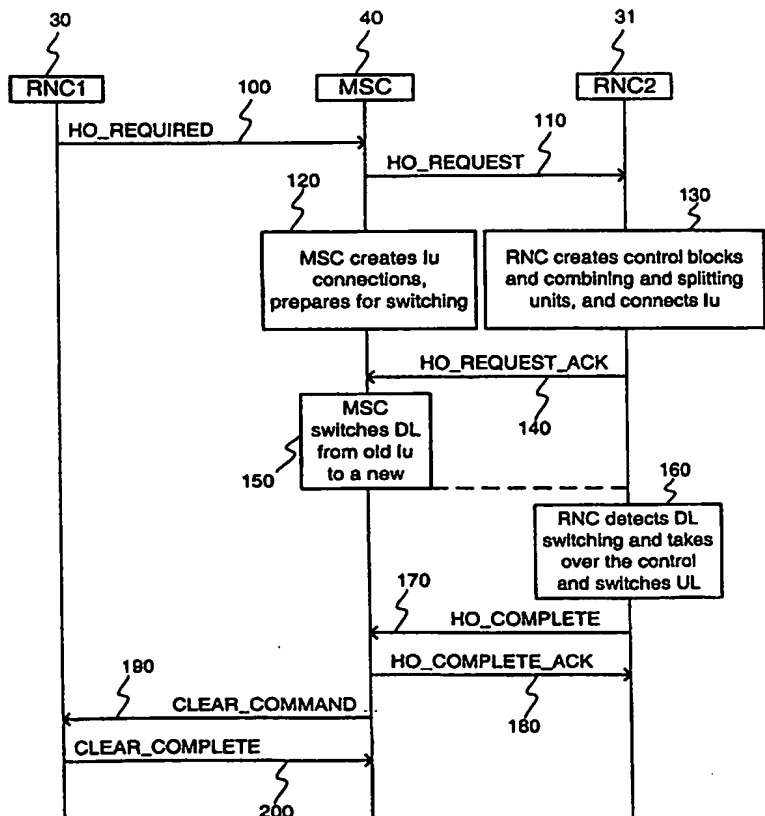 30
40
31
RNC1
MSC
RNC2
100
HO_REQUIRED
110
HO_REQUEST
120
130
MSC creates Iu
connections,
prepares for switching
RNC creates control blocks
and combining and splitting
units, and connects Iu
HO_REQUEST_ACK
140
MSC
switches DL
from old Iu
to a new
150
160
RNC detects DL
switching and takes
over the control
and switches UL
170
HO_COMPLETE
HO_COMPLETE_ACK
180
190
CLEAR_COMMAND
CLEAR_COMPLETE
200